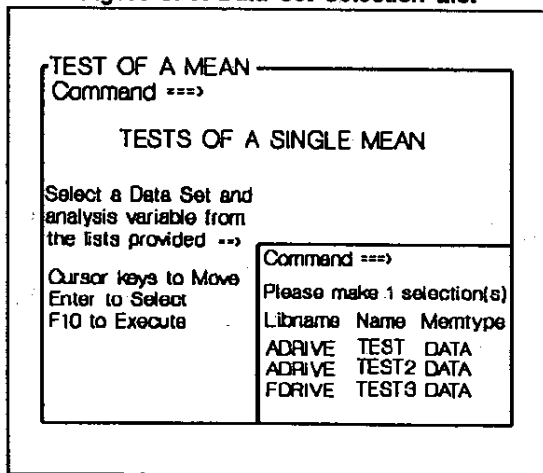 TEST OF A MEAN
Command ===>
TESTS OF A SINGLE MEAN
Select a Data Set and
analysis variable from
the lists provided ==>
Cursor keys to Move
Enter to Select
F10 to Execute
Command ===>
Please make 1 selection(s)
Libname Name Memtype
ADRIVE TEST DATA
ADRIVE TEST2 DATA
FDRIVE TEST3 DATA